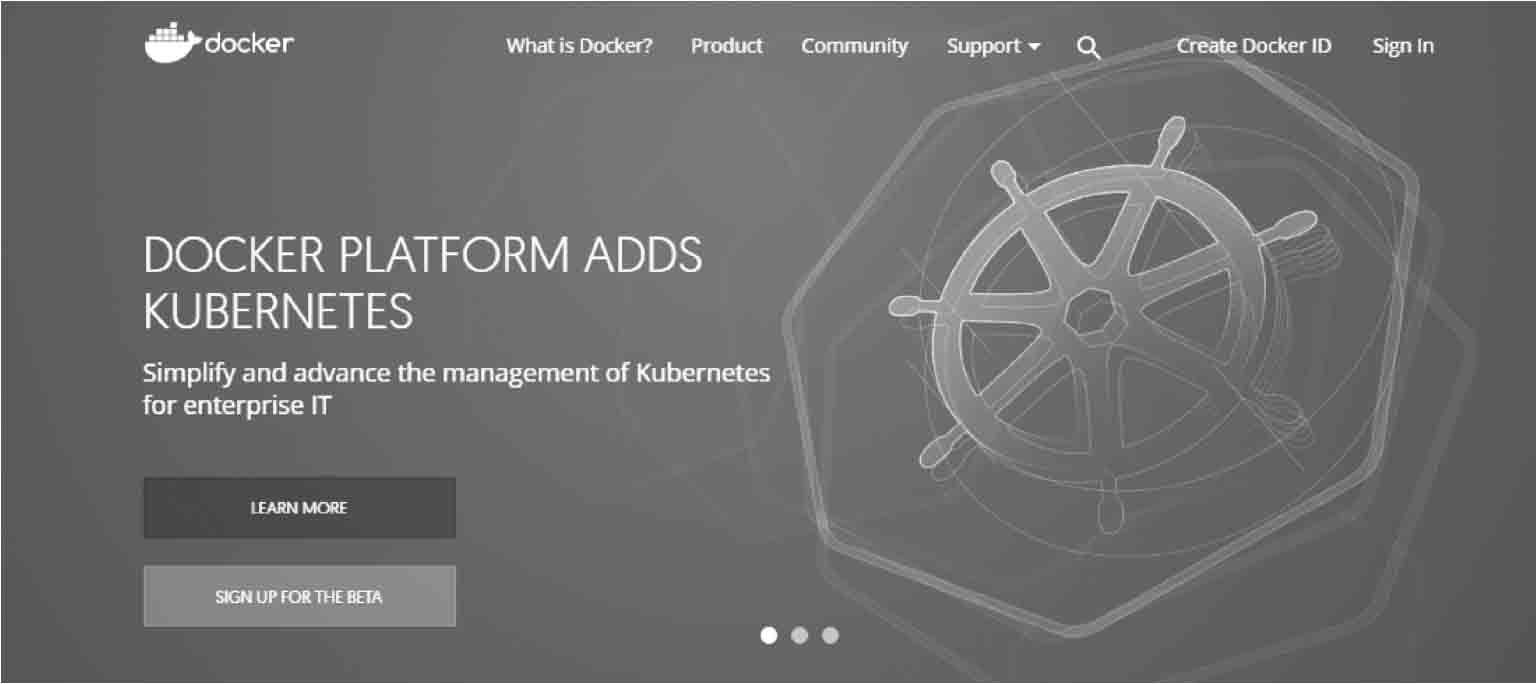 docker
What is Docker? Product Community Support Create Docker ID Sign In
DOCKER PLATFORM ADDS
KUBERNETES
Simplify and advance the management of Kubernetes
for enterprise IT
LEARN MORE
SIGN UP FOR THE BETA